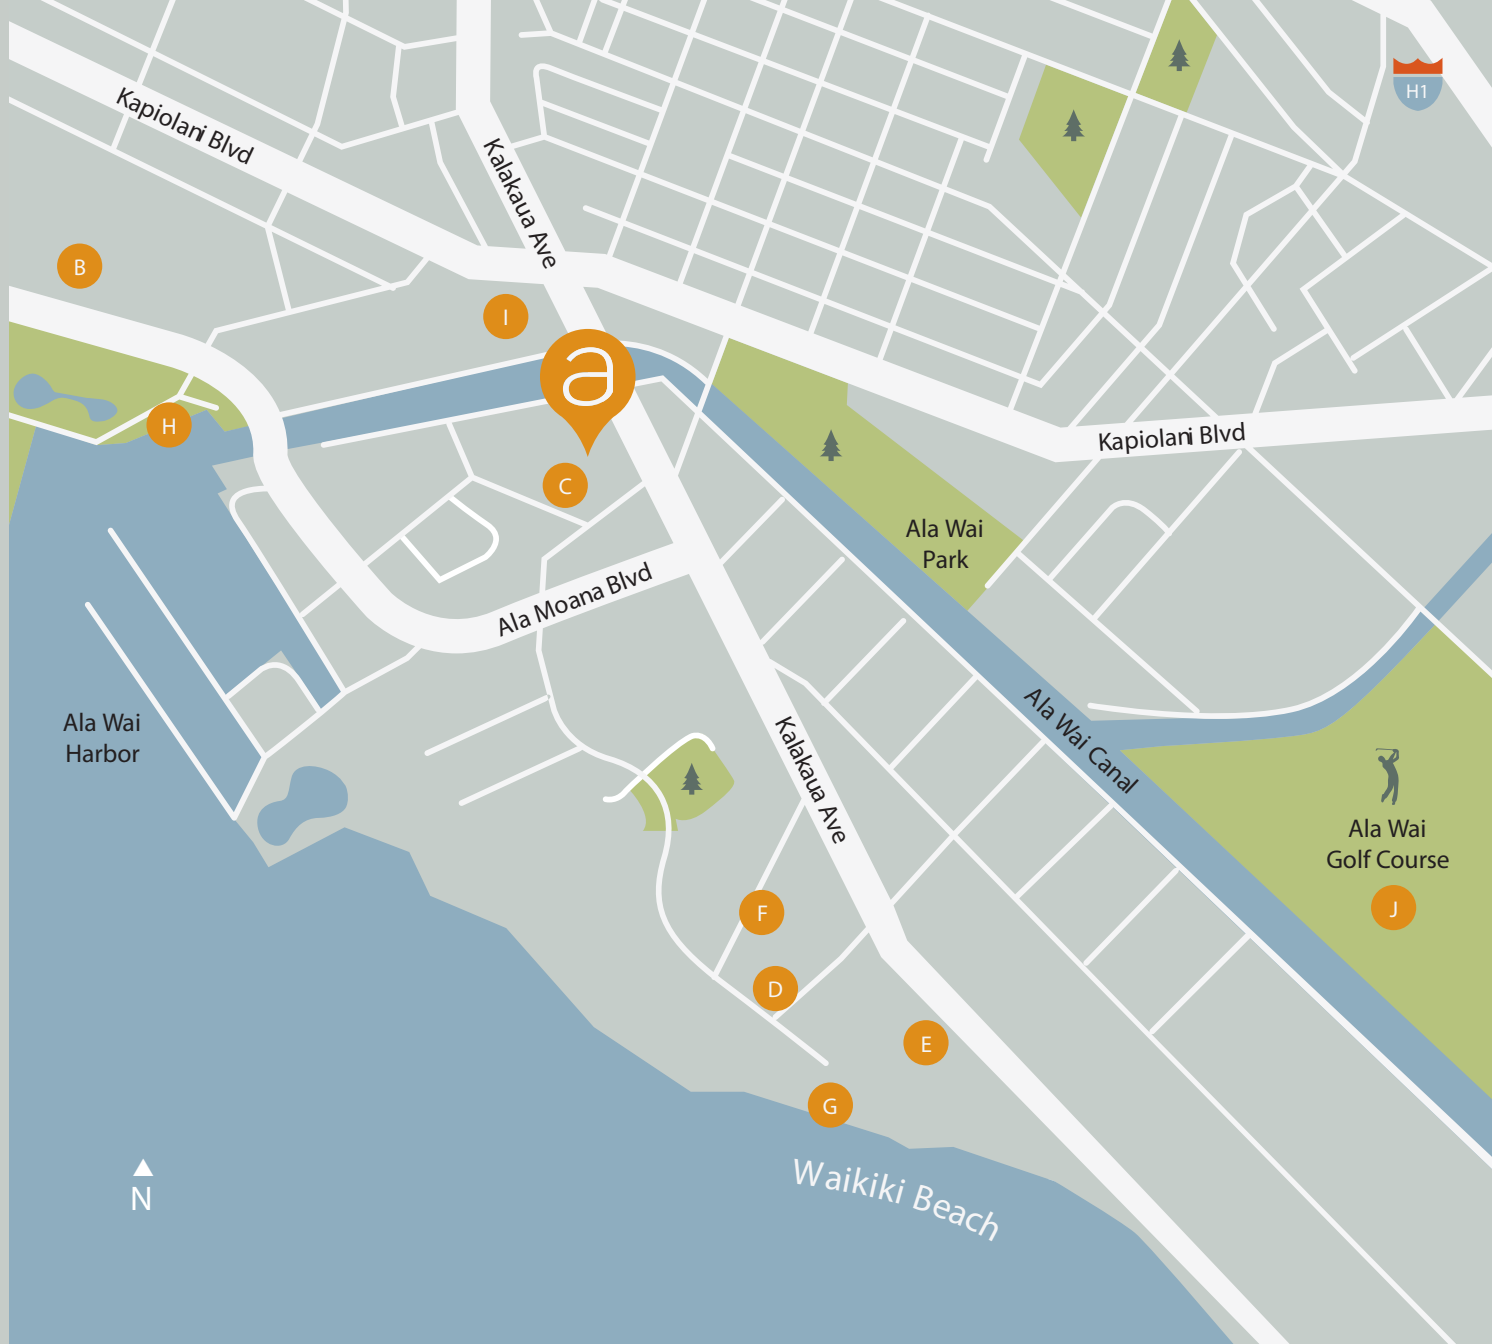 H1
Kapiolani Blvd
Kalakaua Ave
B
I
a
H
C
Kapiolani Blvd
Ala Wai
Park
Ala Moana Blvd
Ala Wai
Harbor
Ala Wai Canal
Kalakaua Ave
Ala Wai
Golf Course
J
F
D
E
G
Waikiki Beach
N